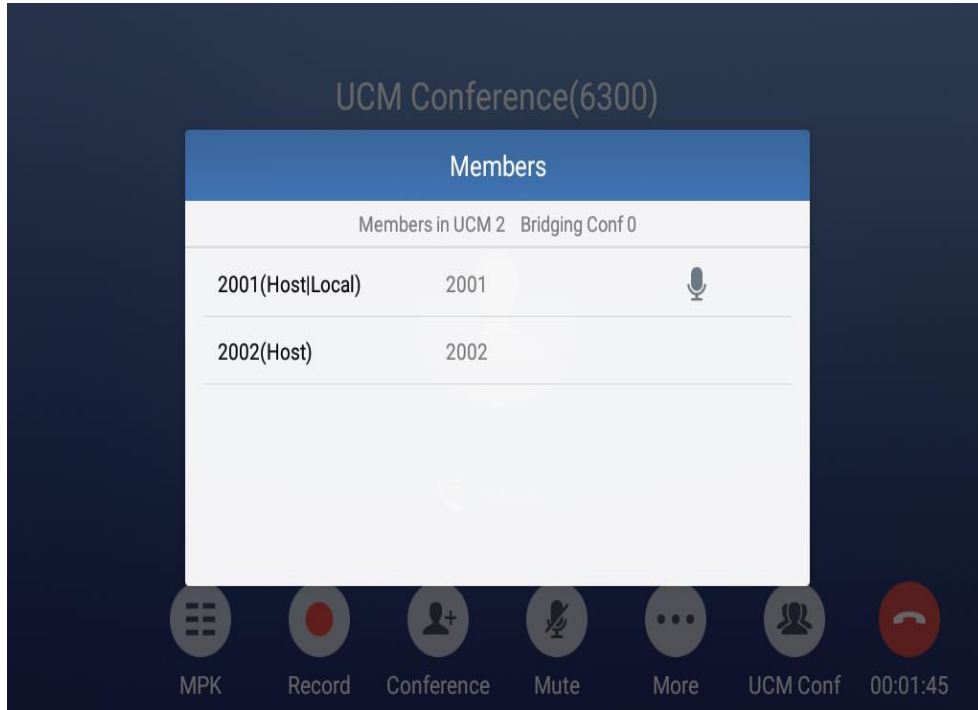 UCM Conference(6300)
Members
Members in UCM 2 Bridging Conf 0
2001(Host|Local) 2001
2002(Host) 2002
MPK Record Conference Mute More UCM Conf 00:01:45